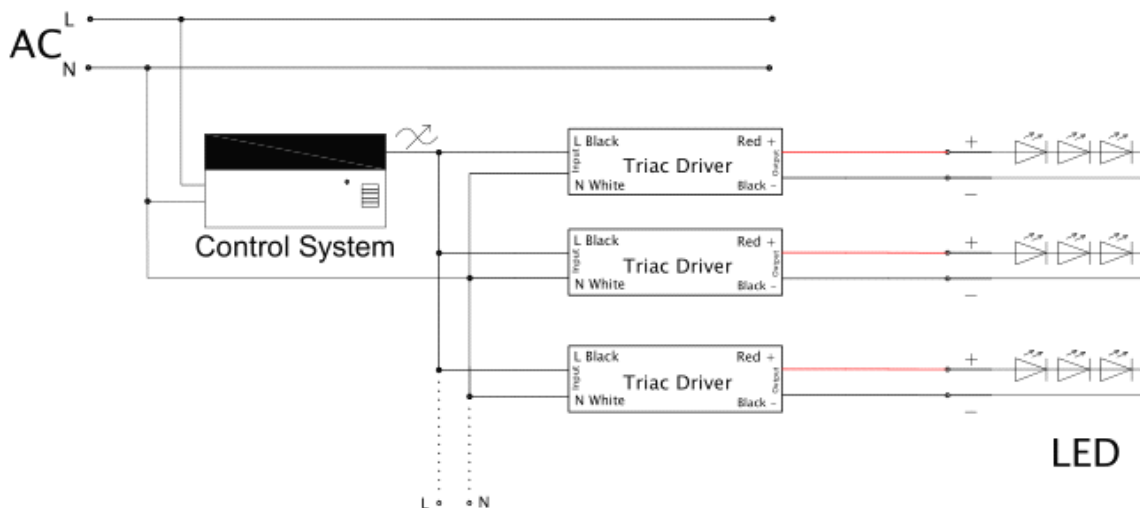 L
AC
N
L Black
Red +
Input
Triac Driver
Output
N White
Black -
+
−
Control System
L Black
Red +
Input
Triac Driver
Output
N White
Black -
+
−
L Black
Red +
Input
Triac Driver
Output
N White
Black -
+
−
LED
L
N